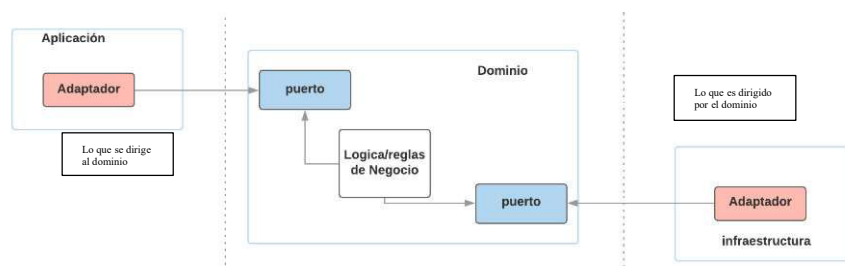 Aplicación
Adaptador
Lo que se dirige
al dominio
Dominio
puerto
Logica/reglas
de Negocio
puerto
Lo que es dirigido
por el dominio
Adaptador
infraestructura